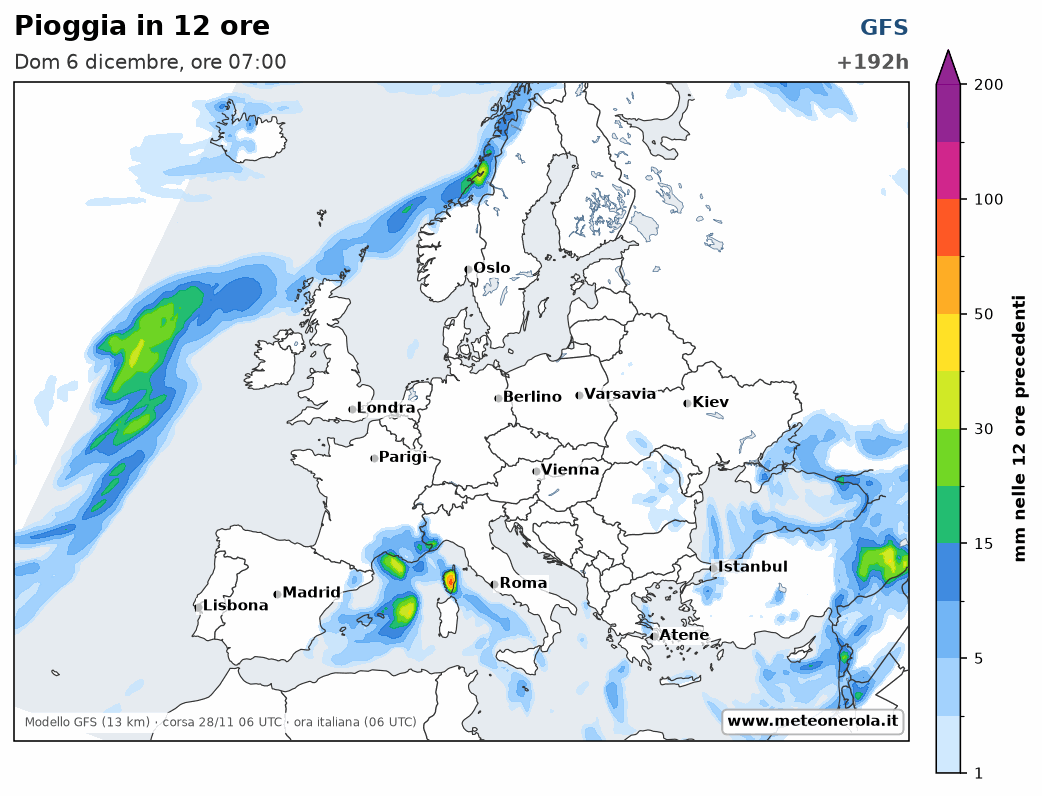 Pioggia in 12 ore
GFS
Dom 6 dicembre, ore 07:00
+192h
200
100
50
30
15
5
1
mm nelle 12 ore precedenti
Oslo
Berlino
Varsavia
Kiev
Londra
Parigi
Vienna
Istanbul
Roma
Madrid
Lisbona
Atene
Modello GFS (13 km) · corsa 28/11 06 UTC · ora italiana (06 UTC)
www.meteonerola.it